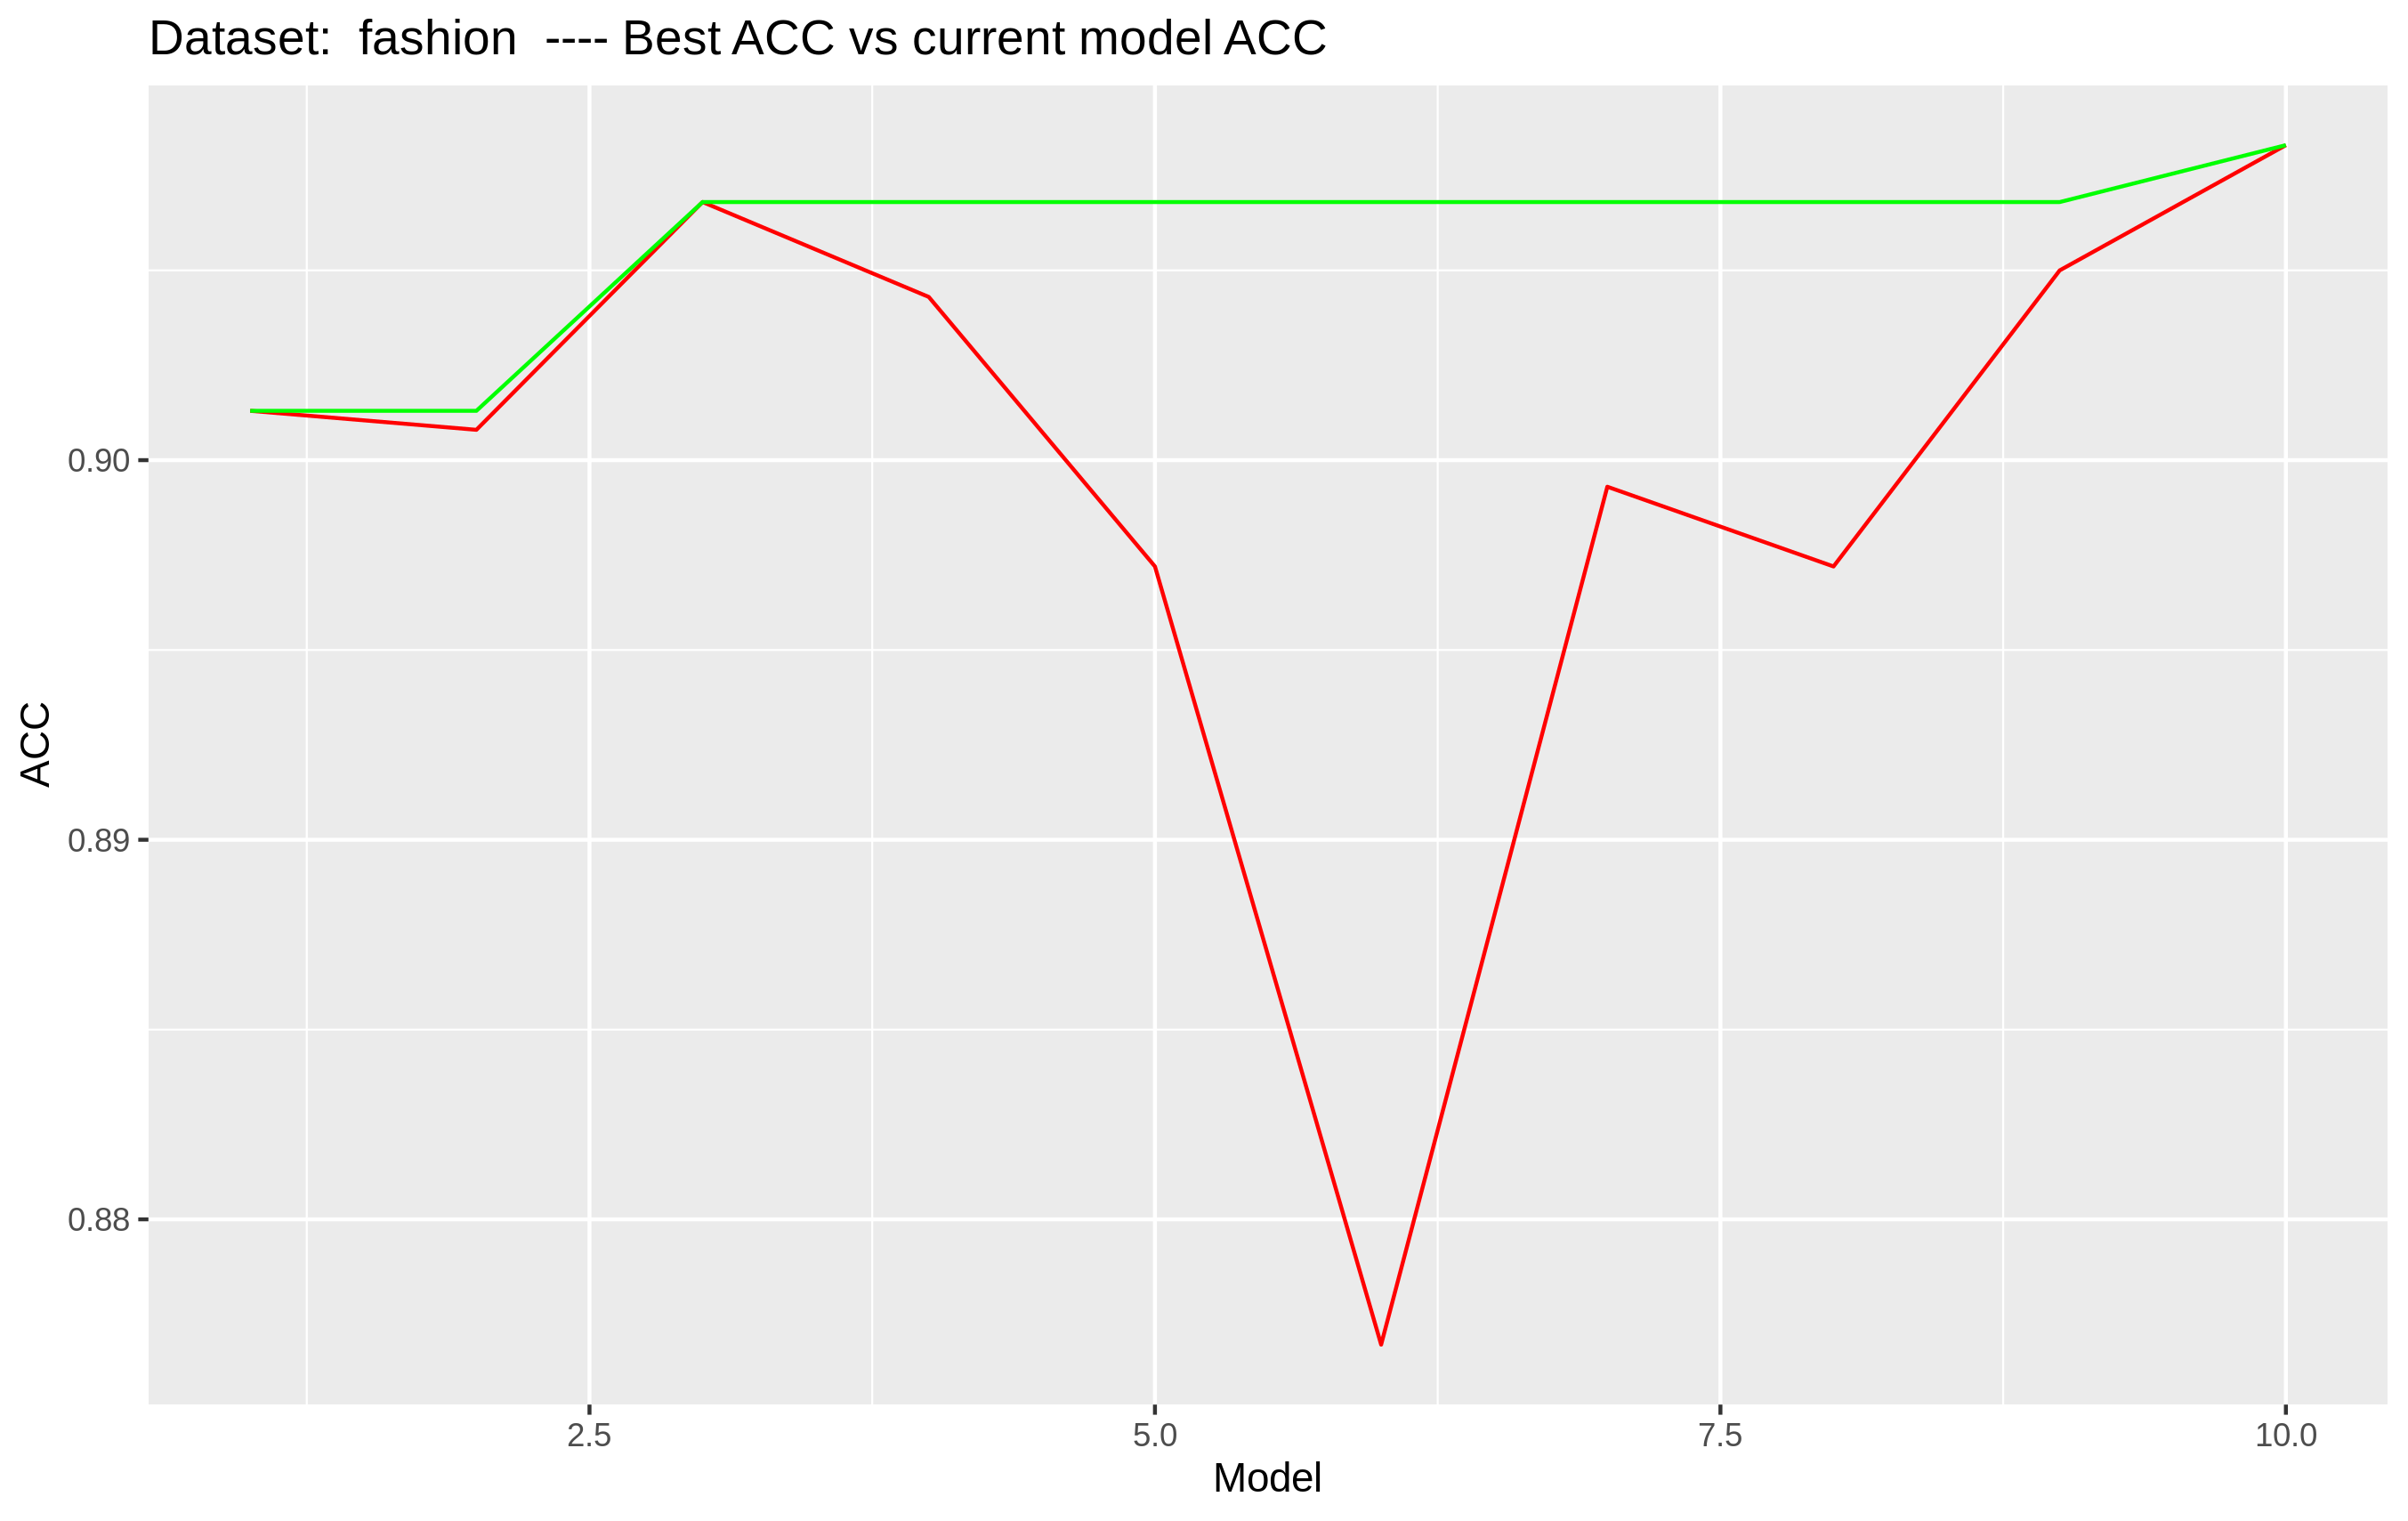 Dataset:  fashion  ---- Best ACC vs current model ACC
ACC
0.90
0.89
0.88
2.5 5.0 7.5 10.0
Model